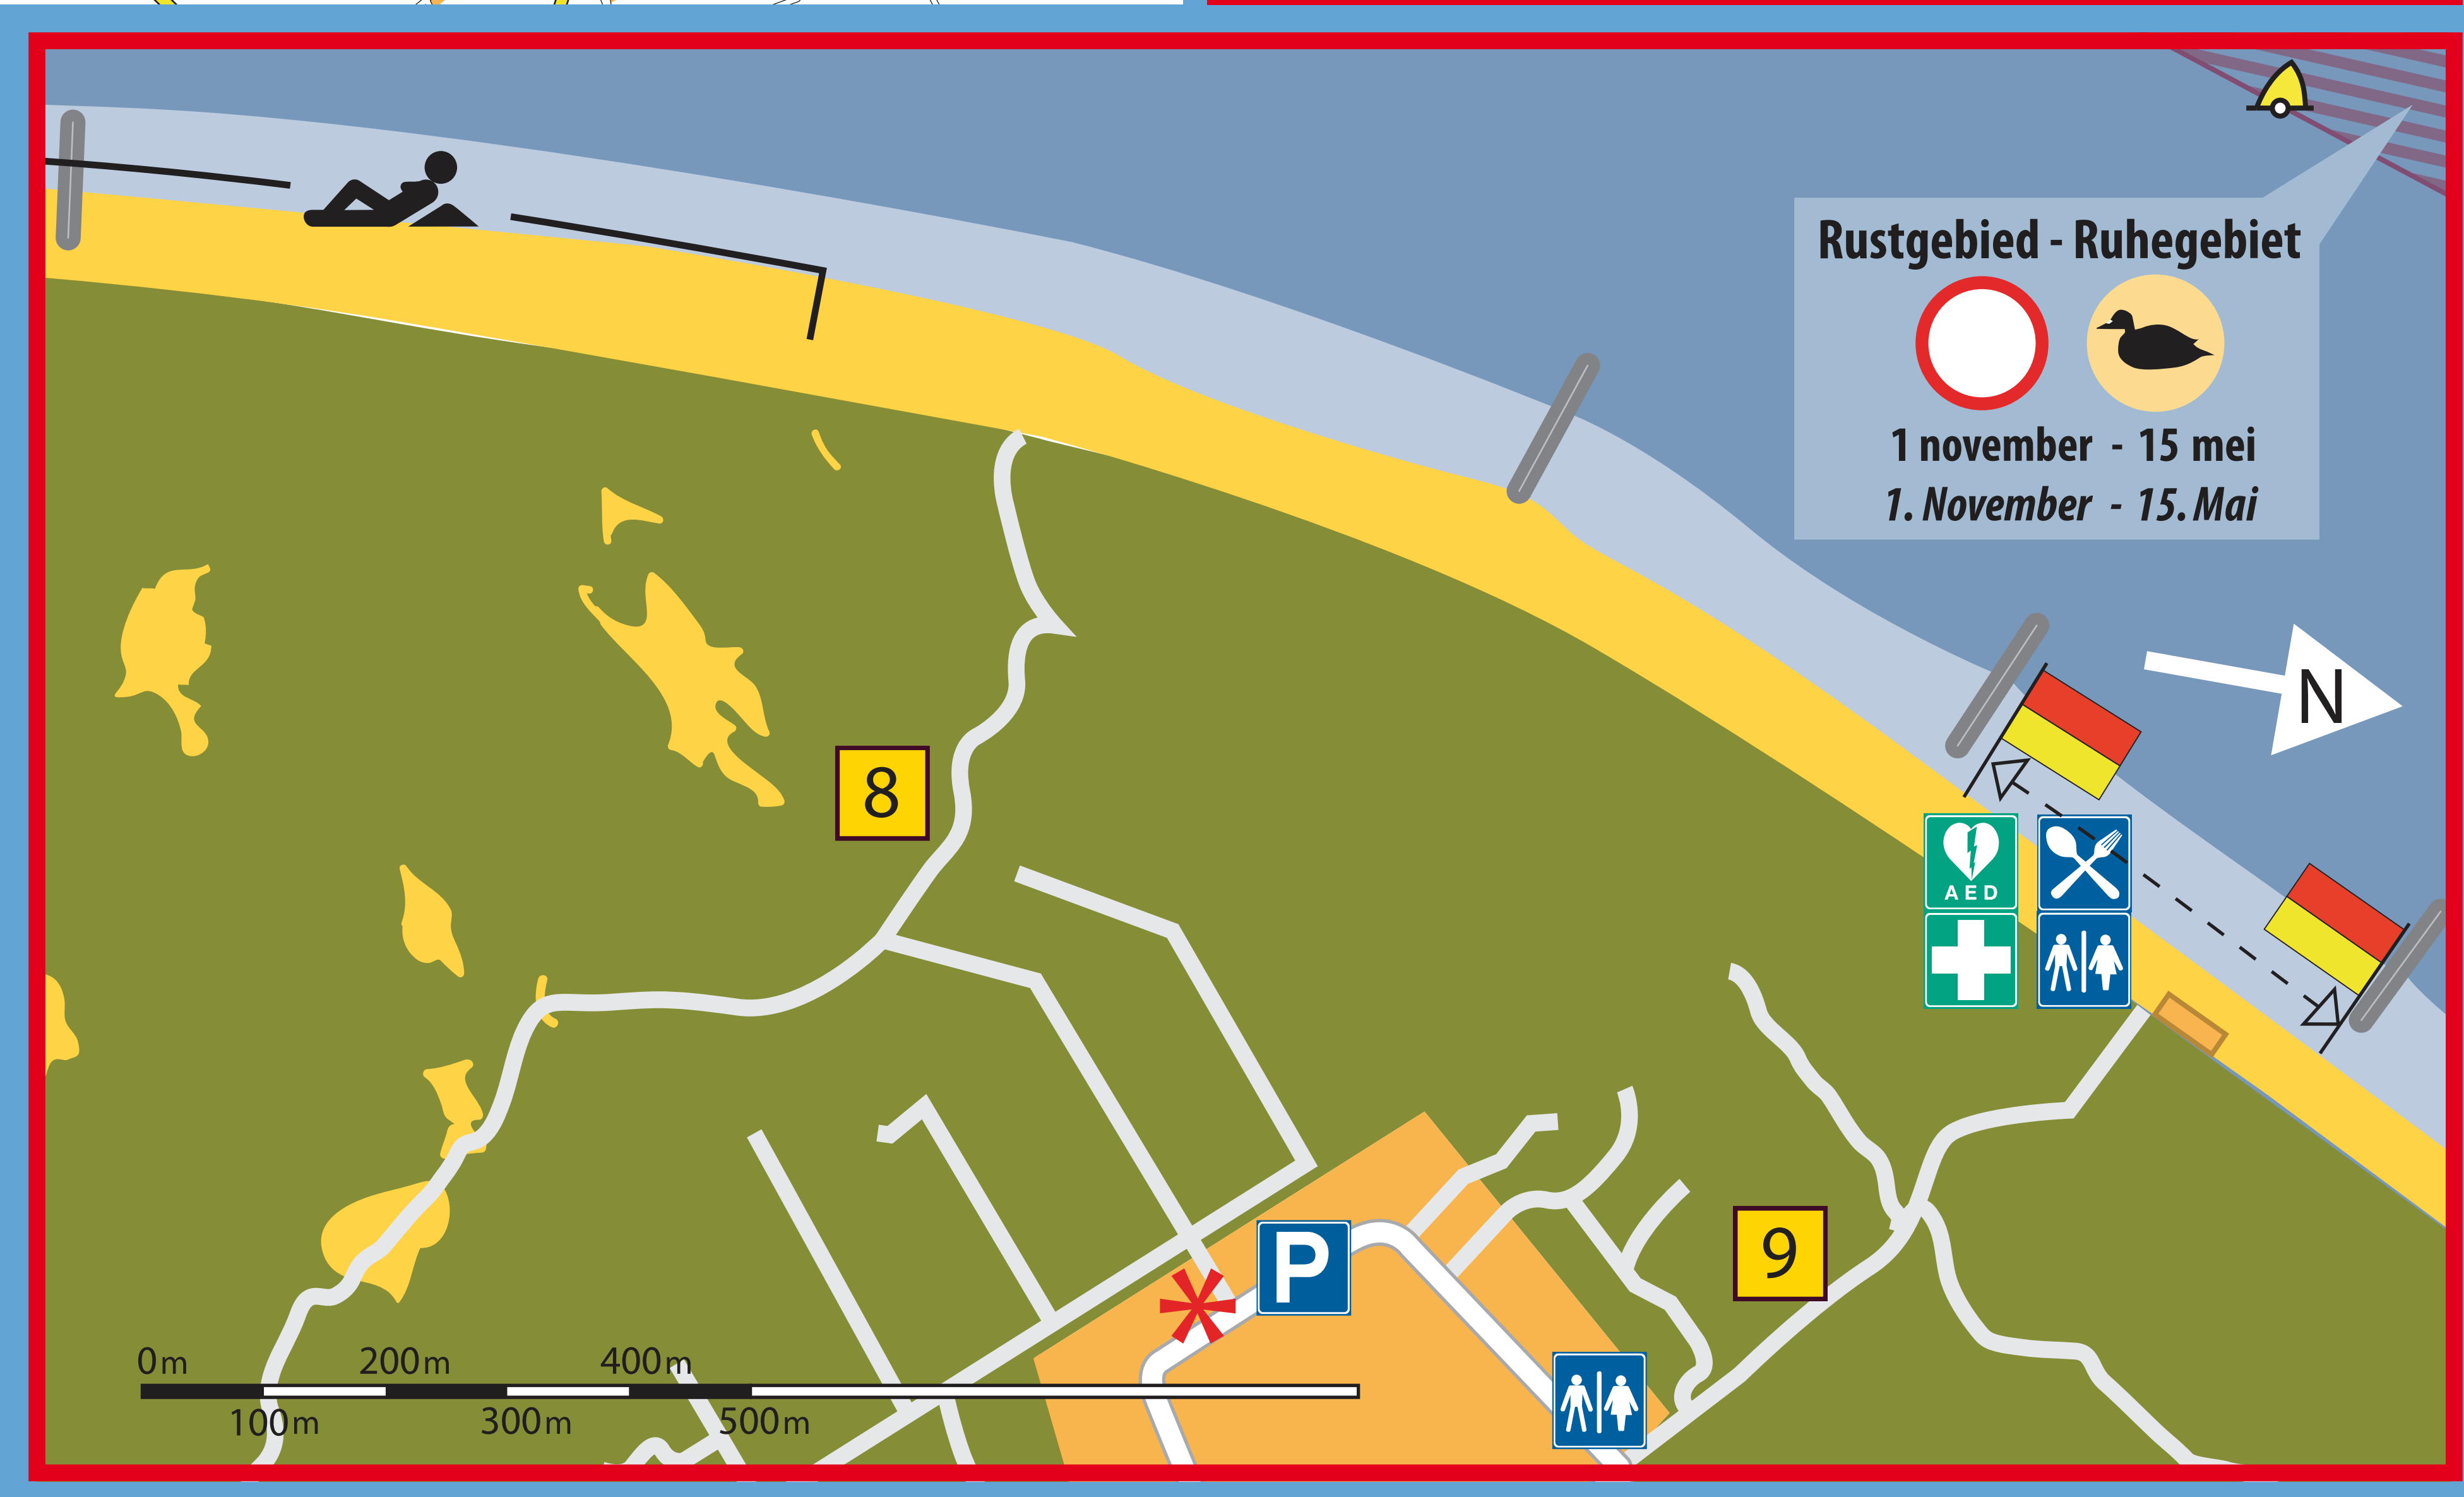 Rustgebied - Ruhegebiet
1 november - 15 mei
1. November - 15. Mai
N
8
AED
9
P
0m 200m 400m
100m 300m 500m